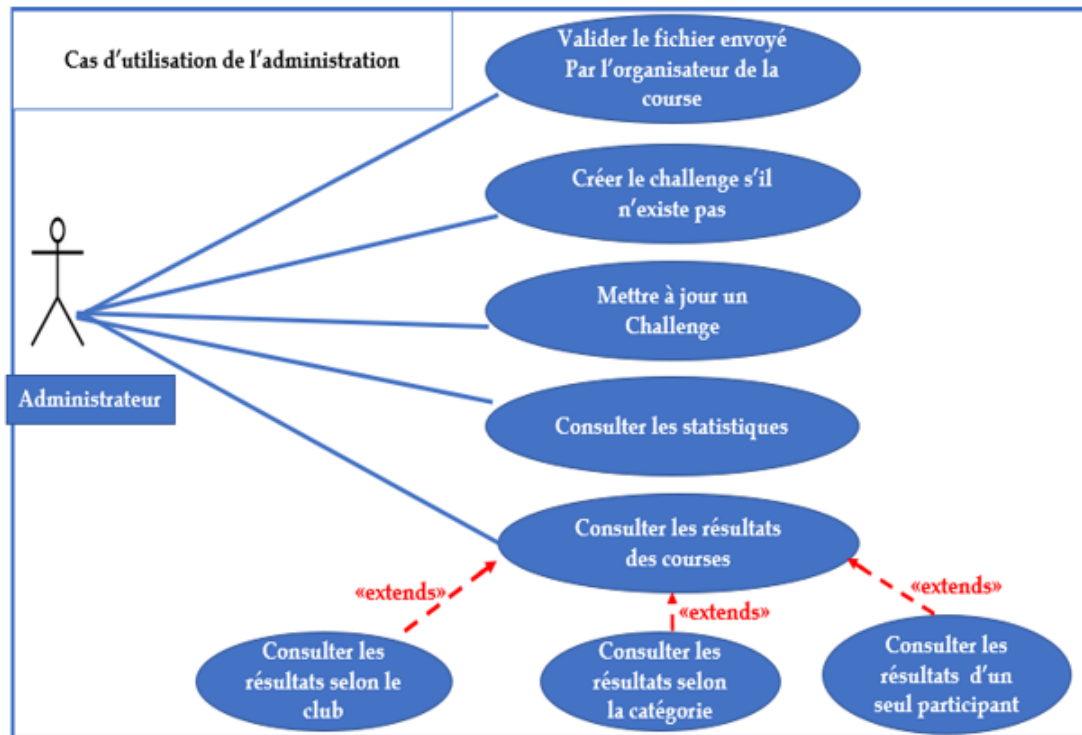 Cas d'utilisation de l'administration
Valider le fichier envoyé
Par l'organisateur de la
course
Créer le challenge s'il
n'existe pas
Mettre à jour un
Challenge
Administrateur
Consulter les statistiques
Consulter les résultats
des courses
«extends»
«extends»
«extends»
Consulter les
résultats selon le
club
Consulter les
résultats selon
la catégorie
Consulter les
résultats d'un
seul participant